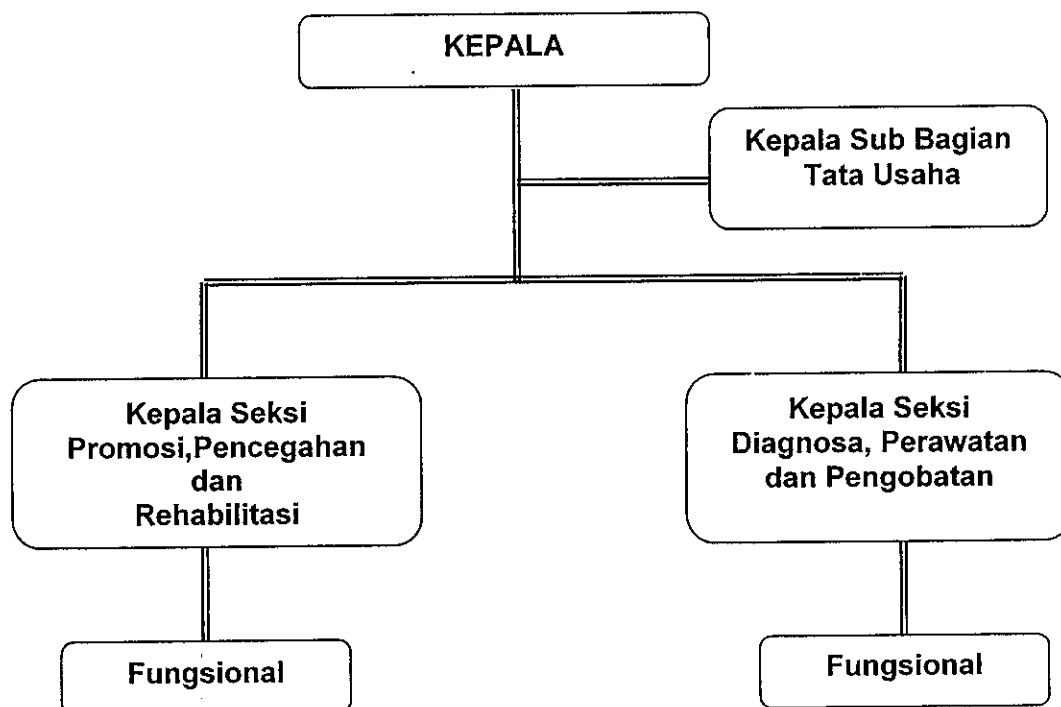 KEPALA
Kepala Sub Bagian
Tata Usaha
Kepala Seksi
Promosi,Pencegahan
dan
Rehabilitasi
Kepala Seksi
Diagnosa, Perawatan
dan Pengobatan
Fungsional
Fungsional